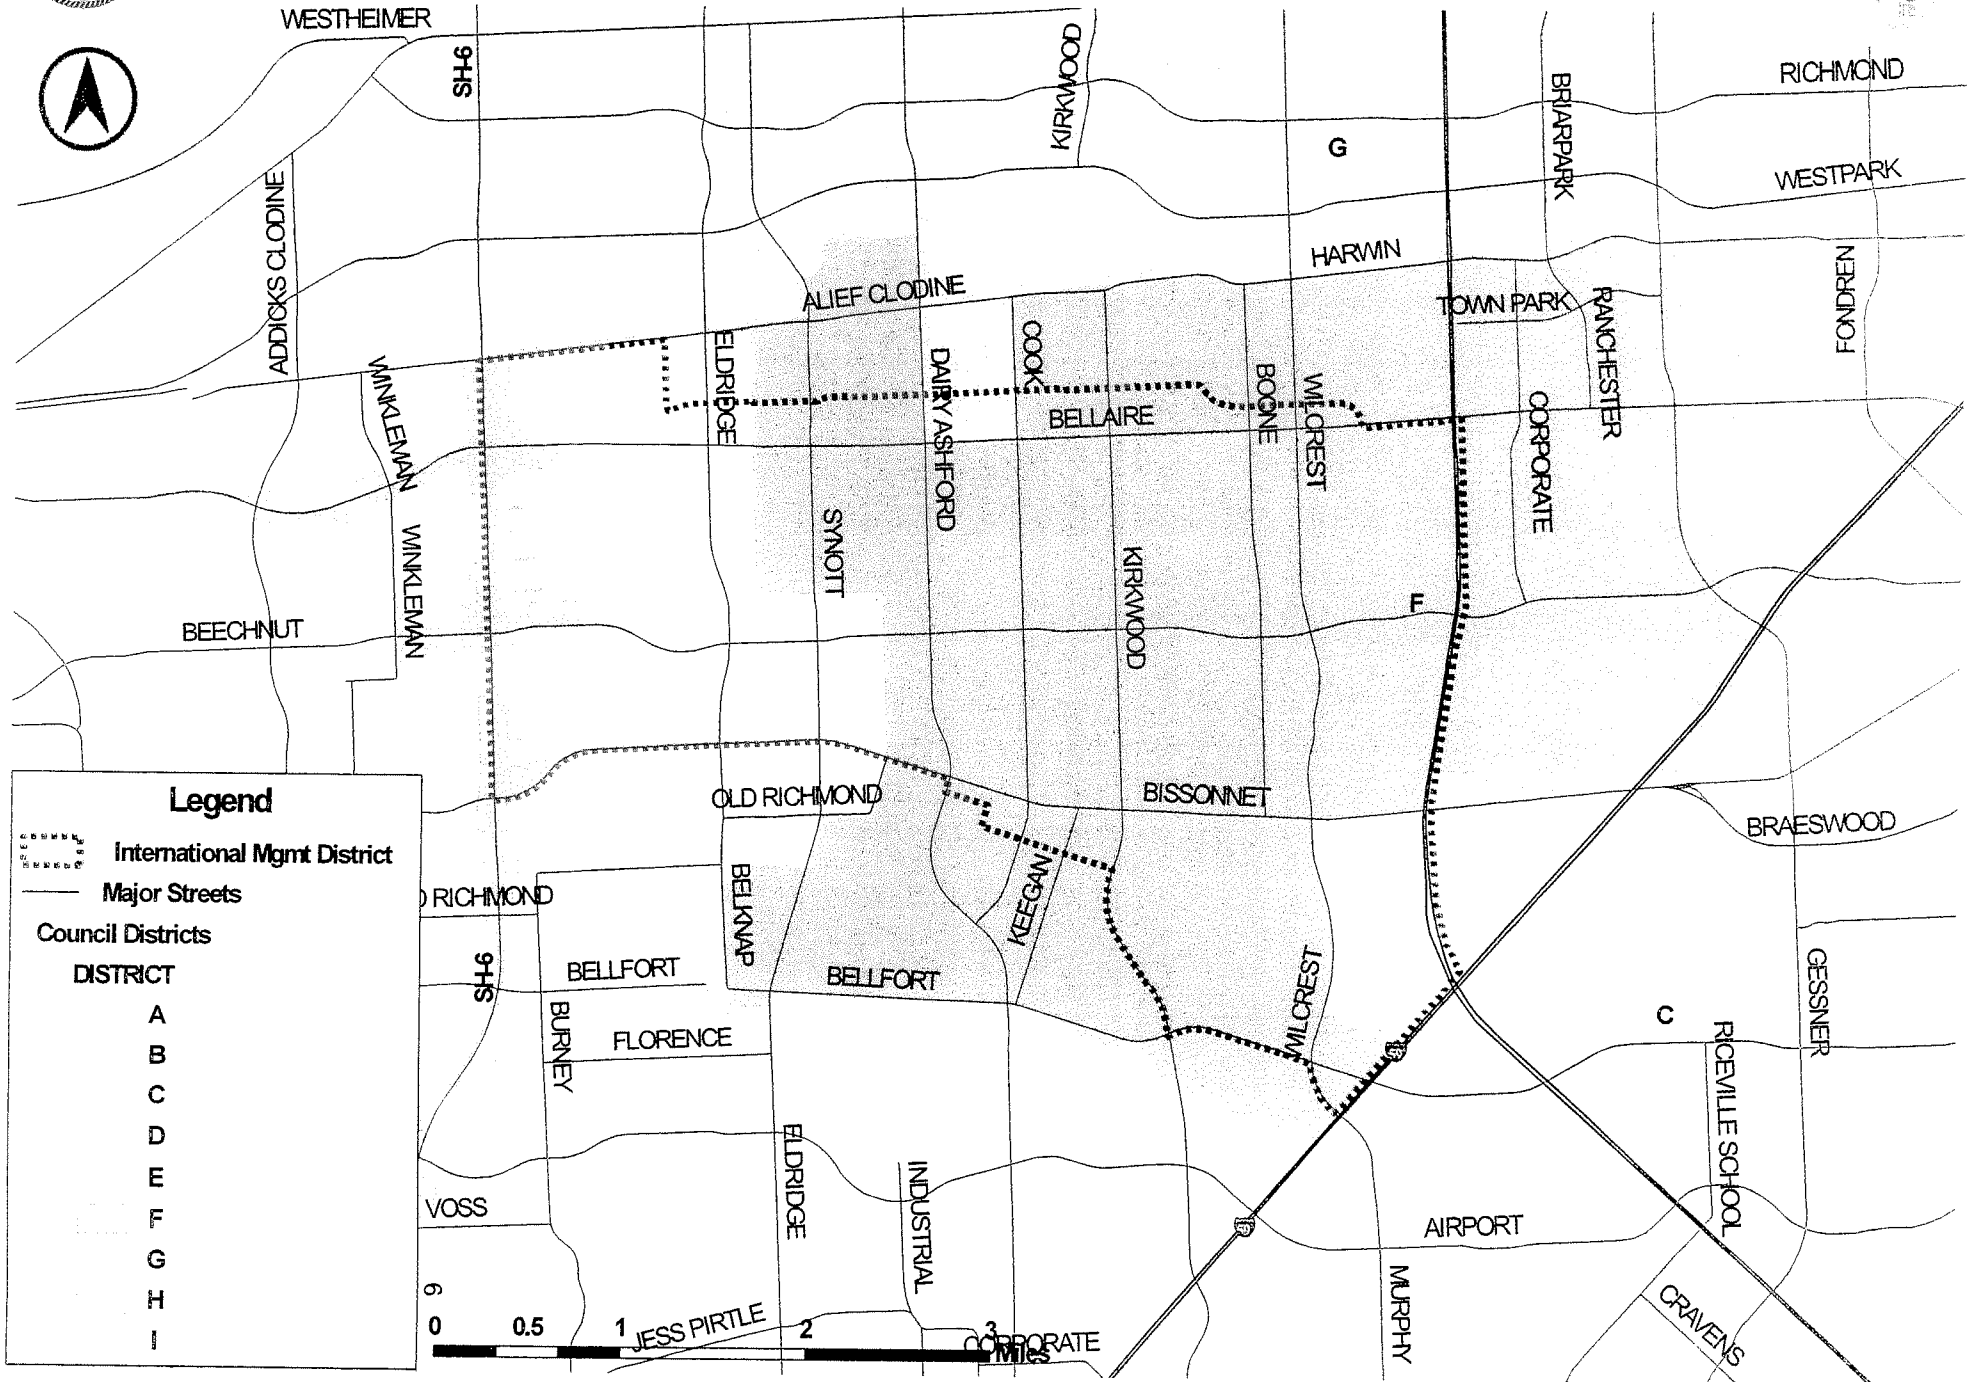 WESTHEIMER
SH-6
KIRKWOOD
BRIARPARK
RICHMOND
G
WESTPARK
ADDICKS CLODINE
HARWIN
FONDREN
ALIEF CLODINE
TOWN PARK
RANCHESTER
WINKLEMAN
ELDRIDGE
DAIRY ASHFORD
COOK
BOONE
WILCREST
BELLAIRE
CORPORATE
SYNOTT
WINKLEMAN
KIRKWOOD
F
BEECHNUT
OLD RICHMOND
BISSONNET
BRAESWOOD
Legend
International Mgmt District
Major Streets
Council Districts
DISTRICT
A
B
C
D
E
F
G
H
I
D RICHMOND
BELKNAP
KEEGAN
SH-6
BELLFORT
BELLFORT
WILCREST
GESSNER
BURNEY
FLORENCE
C
RICEVILLE SCHOOL
ELDRIDGE
INDUSTRIAL
VOSS
AIRPORT
MURPHY
CRAVENS
6
0 0.5 1 2 3
Miles
JESS PIRTLE
CORPORATE